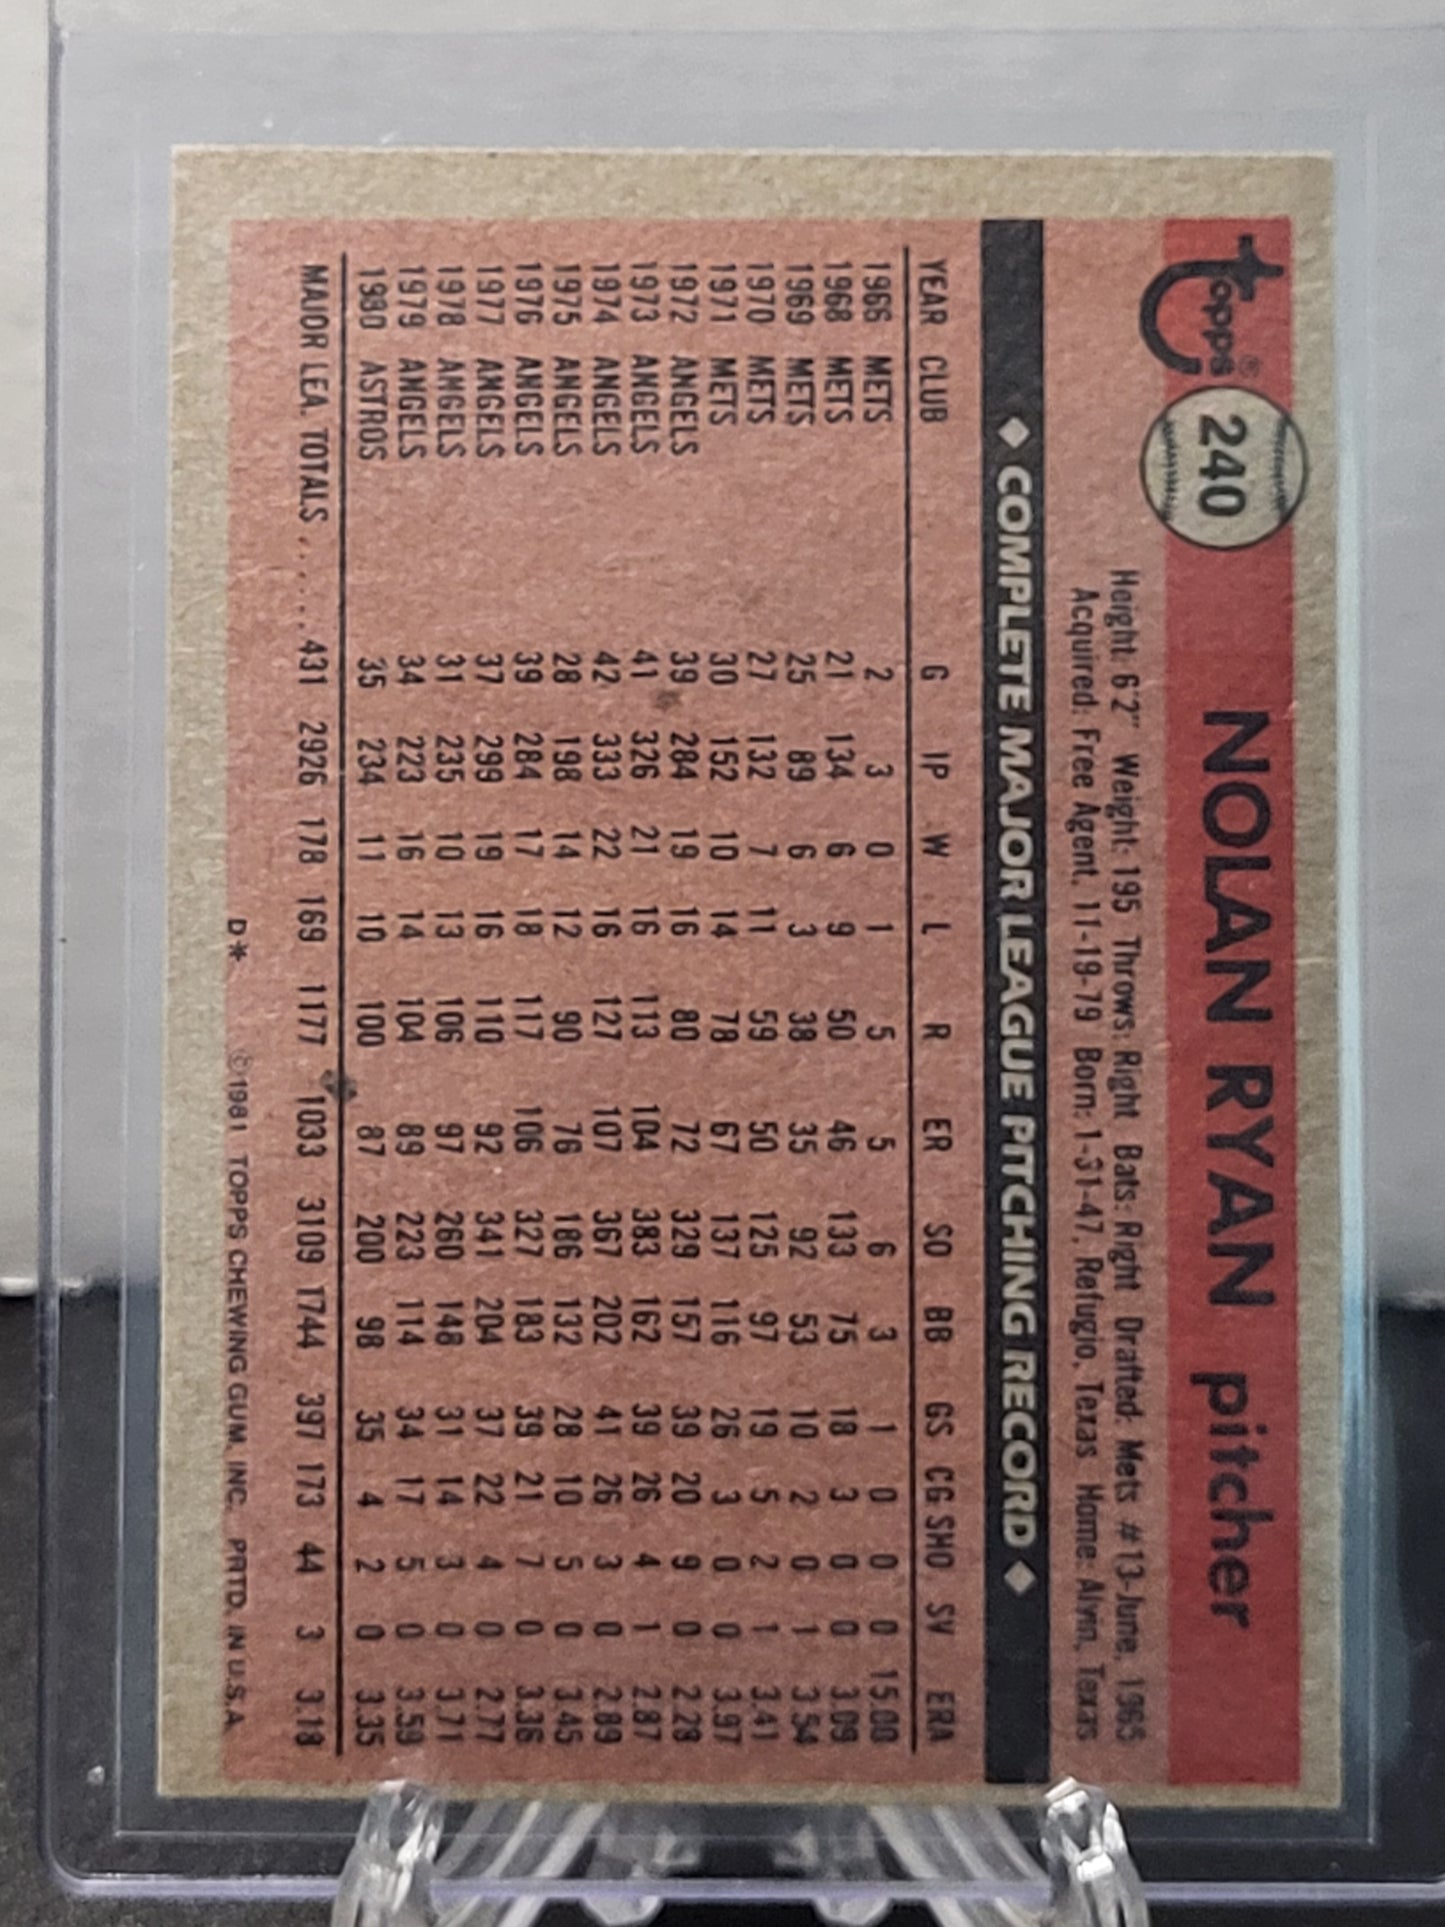 topps® 240 NOLAN RYAN pitcher
Height: 6'2" Weight: 195 Throws: Right Bats: Right Drafted: Mets #13-June, 1965
Acquired: Free Agent, 11-19-79 Born: 1-31-47, Refugio, Texas Home: Alvin, Texas
◆ COMPLETE MAJOR LEAGUE PITCHING RECORD ◆
YEAR CLUB G IP W L R ER SO BB GS CG SHO SV ERA
1966 METS 2 3 0 1 5 5 6 3 1 0 0 0 15.00
1968 METS 21 134 6 9 50 46 133 75 18 3 0 0 3.09
1969 METS 25 89 6 3 38 35 92 53 10 2 0 1 3.54
1970 METS 27 132 7 11 59 50 125 97 19 5 2 1 3.41
1971 METS 30 152 10 14 78 67 137 116 26 3 0 0 3.97
1972 ANGELS 39 284 19 16 80 72 329 157 39 20 9 0 2.28
1973 ANGELS 41 326 21 16 113 104 383 162 39 26 4 1 2.87
1974 ANGELS 42 333 22 16 127 107 367 202 41 26 3 0 2.89
1975 ANGELS 28 198 14 12 90 76 186 132 28 10 5 0 3.45
1976 ANGELS 39 284 17 18 117 106 327 183 39 21 7 0 3.36
1977 ANGELS 37 299 19 16 110 92 341 204 37 22 4 0 2.77
1978 ANGELS 31 235 10 13 106 97 260 148 31 14 3 0 3.71
1979 ANGELS 34 223 16 14 104 89 223 114 34 17 5 0 3.59
1980 ASTROS 35 234 11 10 100 87 200 98 35 4 2 0 3.35
MAJOR LEA. TOTALS...... 431 2926 178 169 1177 1033 3109 1744 397 173 44 3 3.18
D* ©1981 TOPPS CHEWING GUM, INC. PRTD. IN U.S.A.